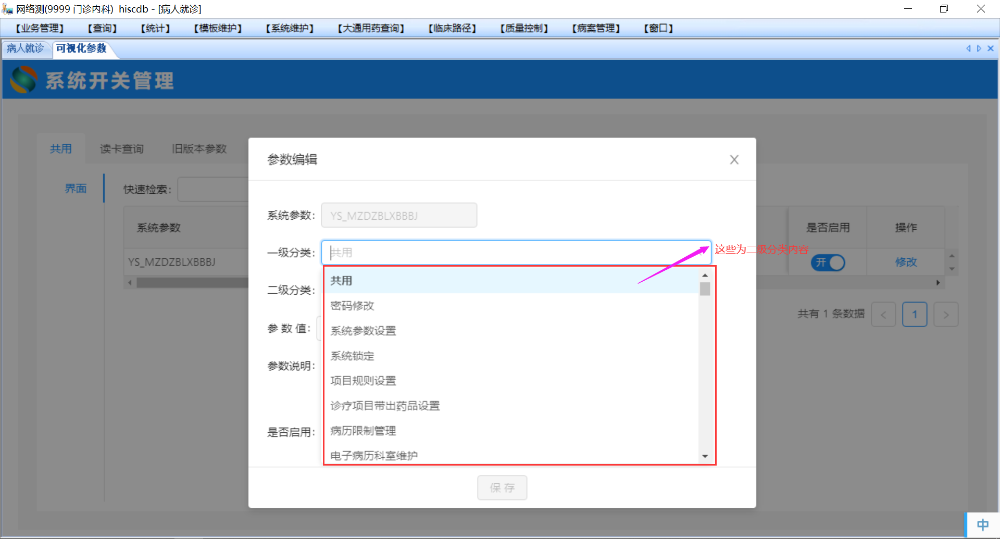 网络测(9999 门诊内科)  hiscdb - [病人就诊]
【业务管理】 【查询】 【统计】 【模板维护】 【系统维护】 【大通用药查询】 【临床路径】 【质量控制】 【病案管理】 【窗口】
病人就诊 可视化参数
系统开关管理
共用 读卡查询 旧版本参数
参数编辑
界面 快速检索:
系统参数: YS_MZDZBLXBBBJ
系统参数 是否启用 操作
一级分类: 共用 这些为二级分类内容
YS_MZDZBLXBBBJ 开 修改
共用
二级分类:
密码修改
共有 1 条数据 < 1 >
参 数 值:
系统参数设置
系统锁定
参数说明:
项目规则设置
诊疗项目带出药品设置
是否启用:
病历限制管理
电子病历科室维护
保 存
中